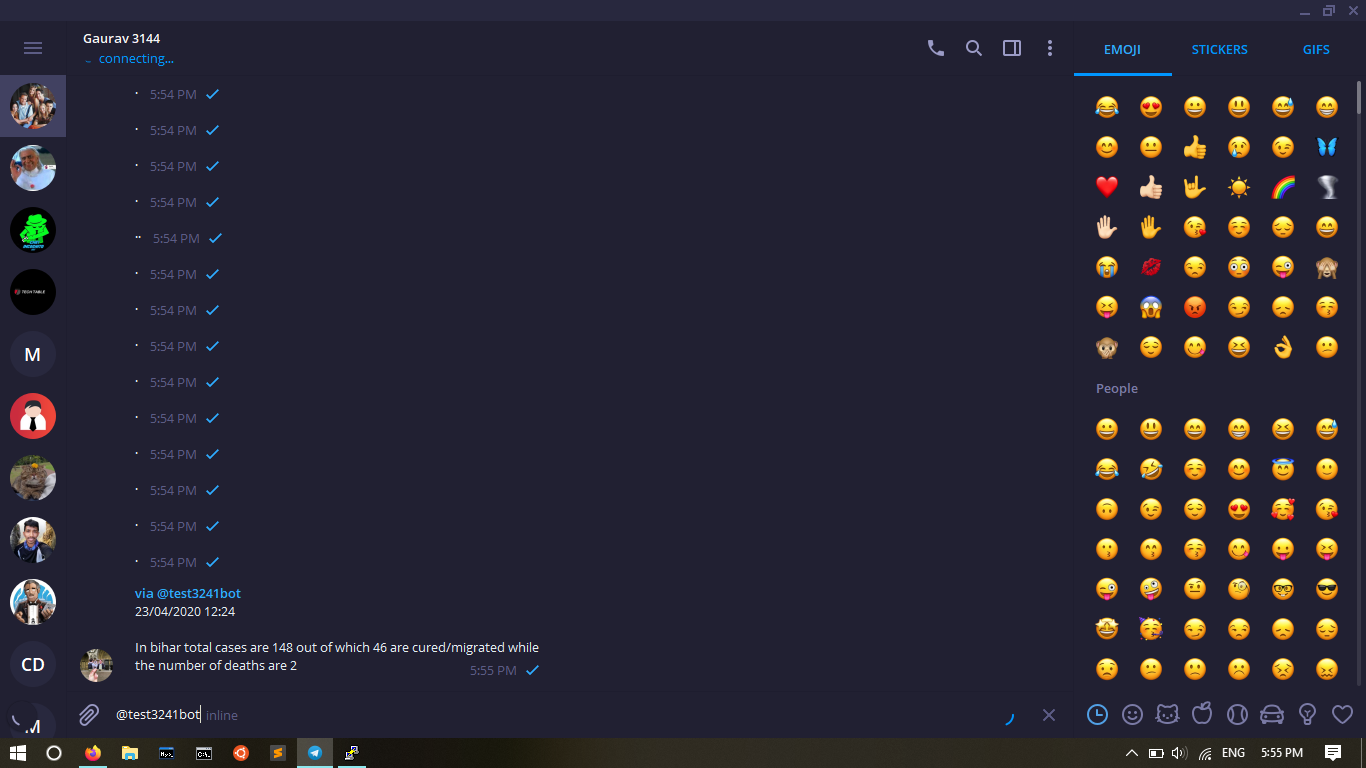 Gaurav 3144
connecting...
EMOJI
STICKERS
GIFS
· 5:54 PM
· 5:54 PM
· 5:54 PM
· 5:54 PM
·· 5:54 PM
· 5:54 PM
· 5:54 PM
· 5:54 PM
· 5:54 PM
· 5:54 PM
· 5:54 PM
· 5:54 PM
· 5:54 PM
· 5:54 PM
via @test3241bot
23/04/2020 12:24
In bihar total cases are 148 out of which 46 are cured/migrated while
the number of deaths are 2
5:55 PM
@test3241bot inline
People
TECH TABLE
M
CD
M
ENG
5:55 PM